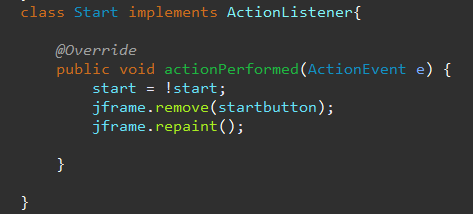 class Start implements ActionListener{
@Override
public void actionPerformed(ActionEvent e) {
start = !start;
jframe.remove(startbutton);
jframe.repaint();
}
}